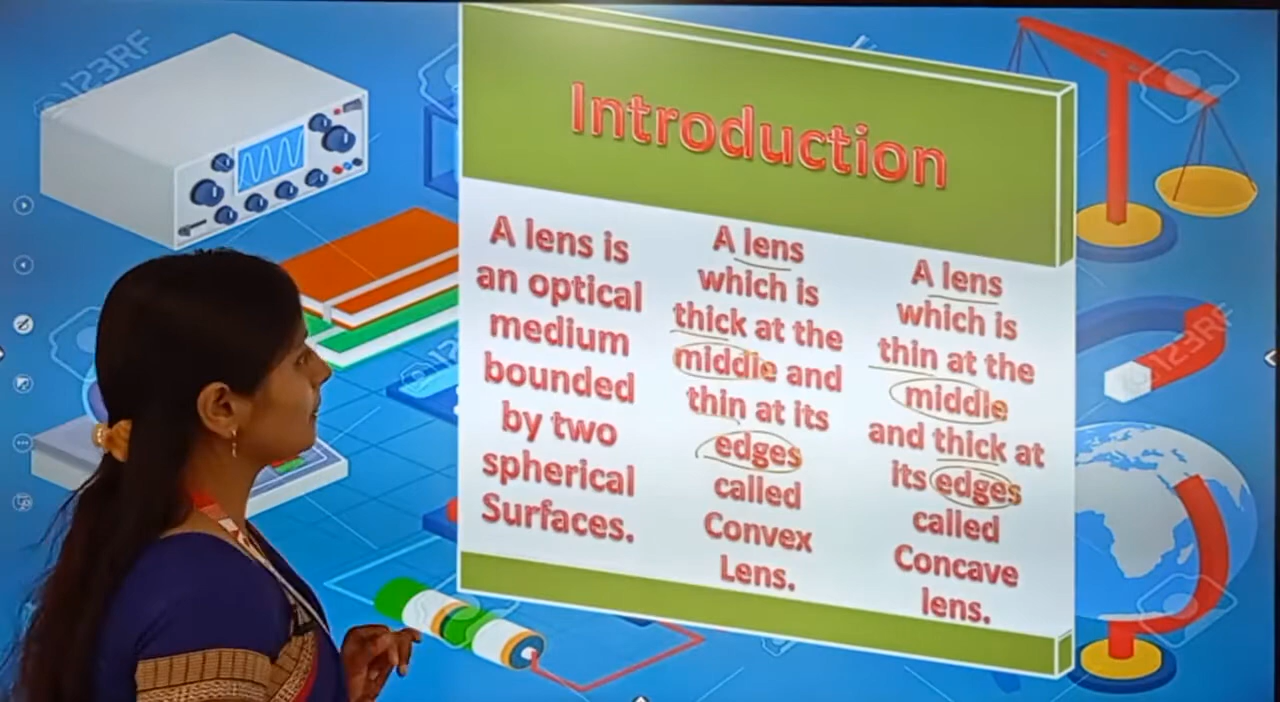 Introduction
A lens is
an optical
medium
bounded
by two
spherical
Surfaces.
A lens
which is
thick at the
middle and
thin at its
edges
called
Convex
Lens.
A lens
which is
thin at the
middle
and thick at
its edges
called
Concave
lens.
@123RF
123RF